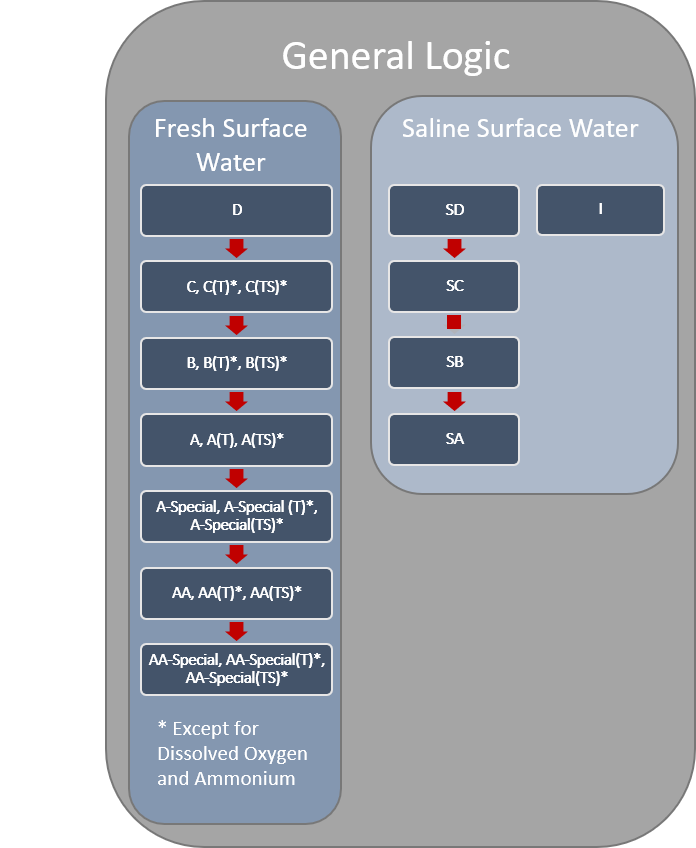 General Logic
Fresh Surface
Water
D
C, C(T)*, C(TS)*
B, B(T)*, B(TS)*
A, A(T), A(TS)*
A-Special, A-Special (T)*,
A-Special(TS)*
AA, AA(T)*, AA(TS)*
AA-Special, AA-Special(T)*,
AA-Special(TS)*
* Except for
Dissolved Oxygen
and Ammonium
Saline Surface Water
SD
I
SC
SB
SA